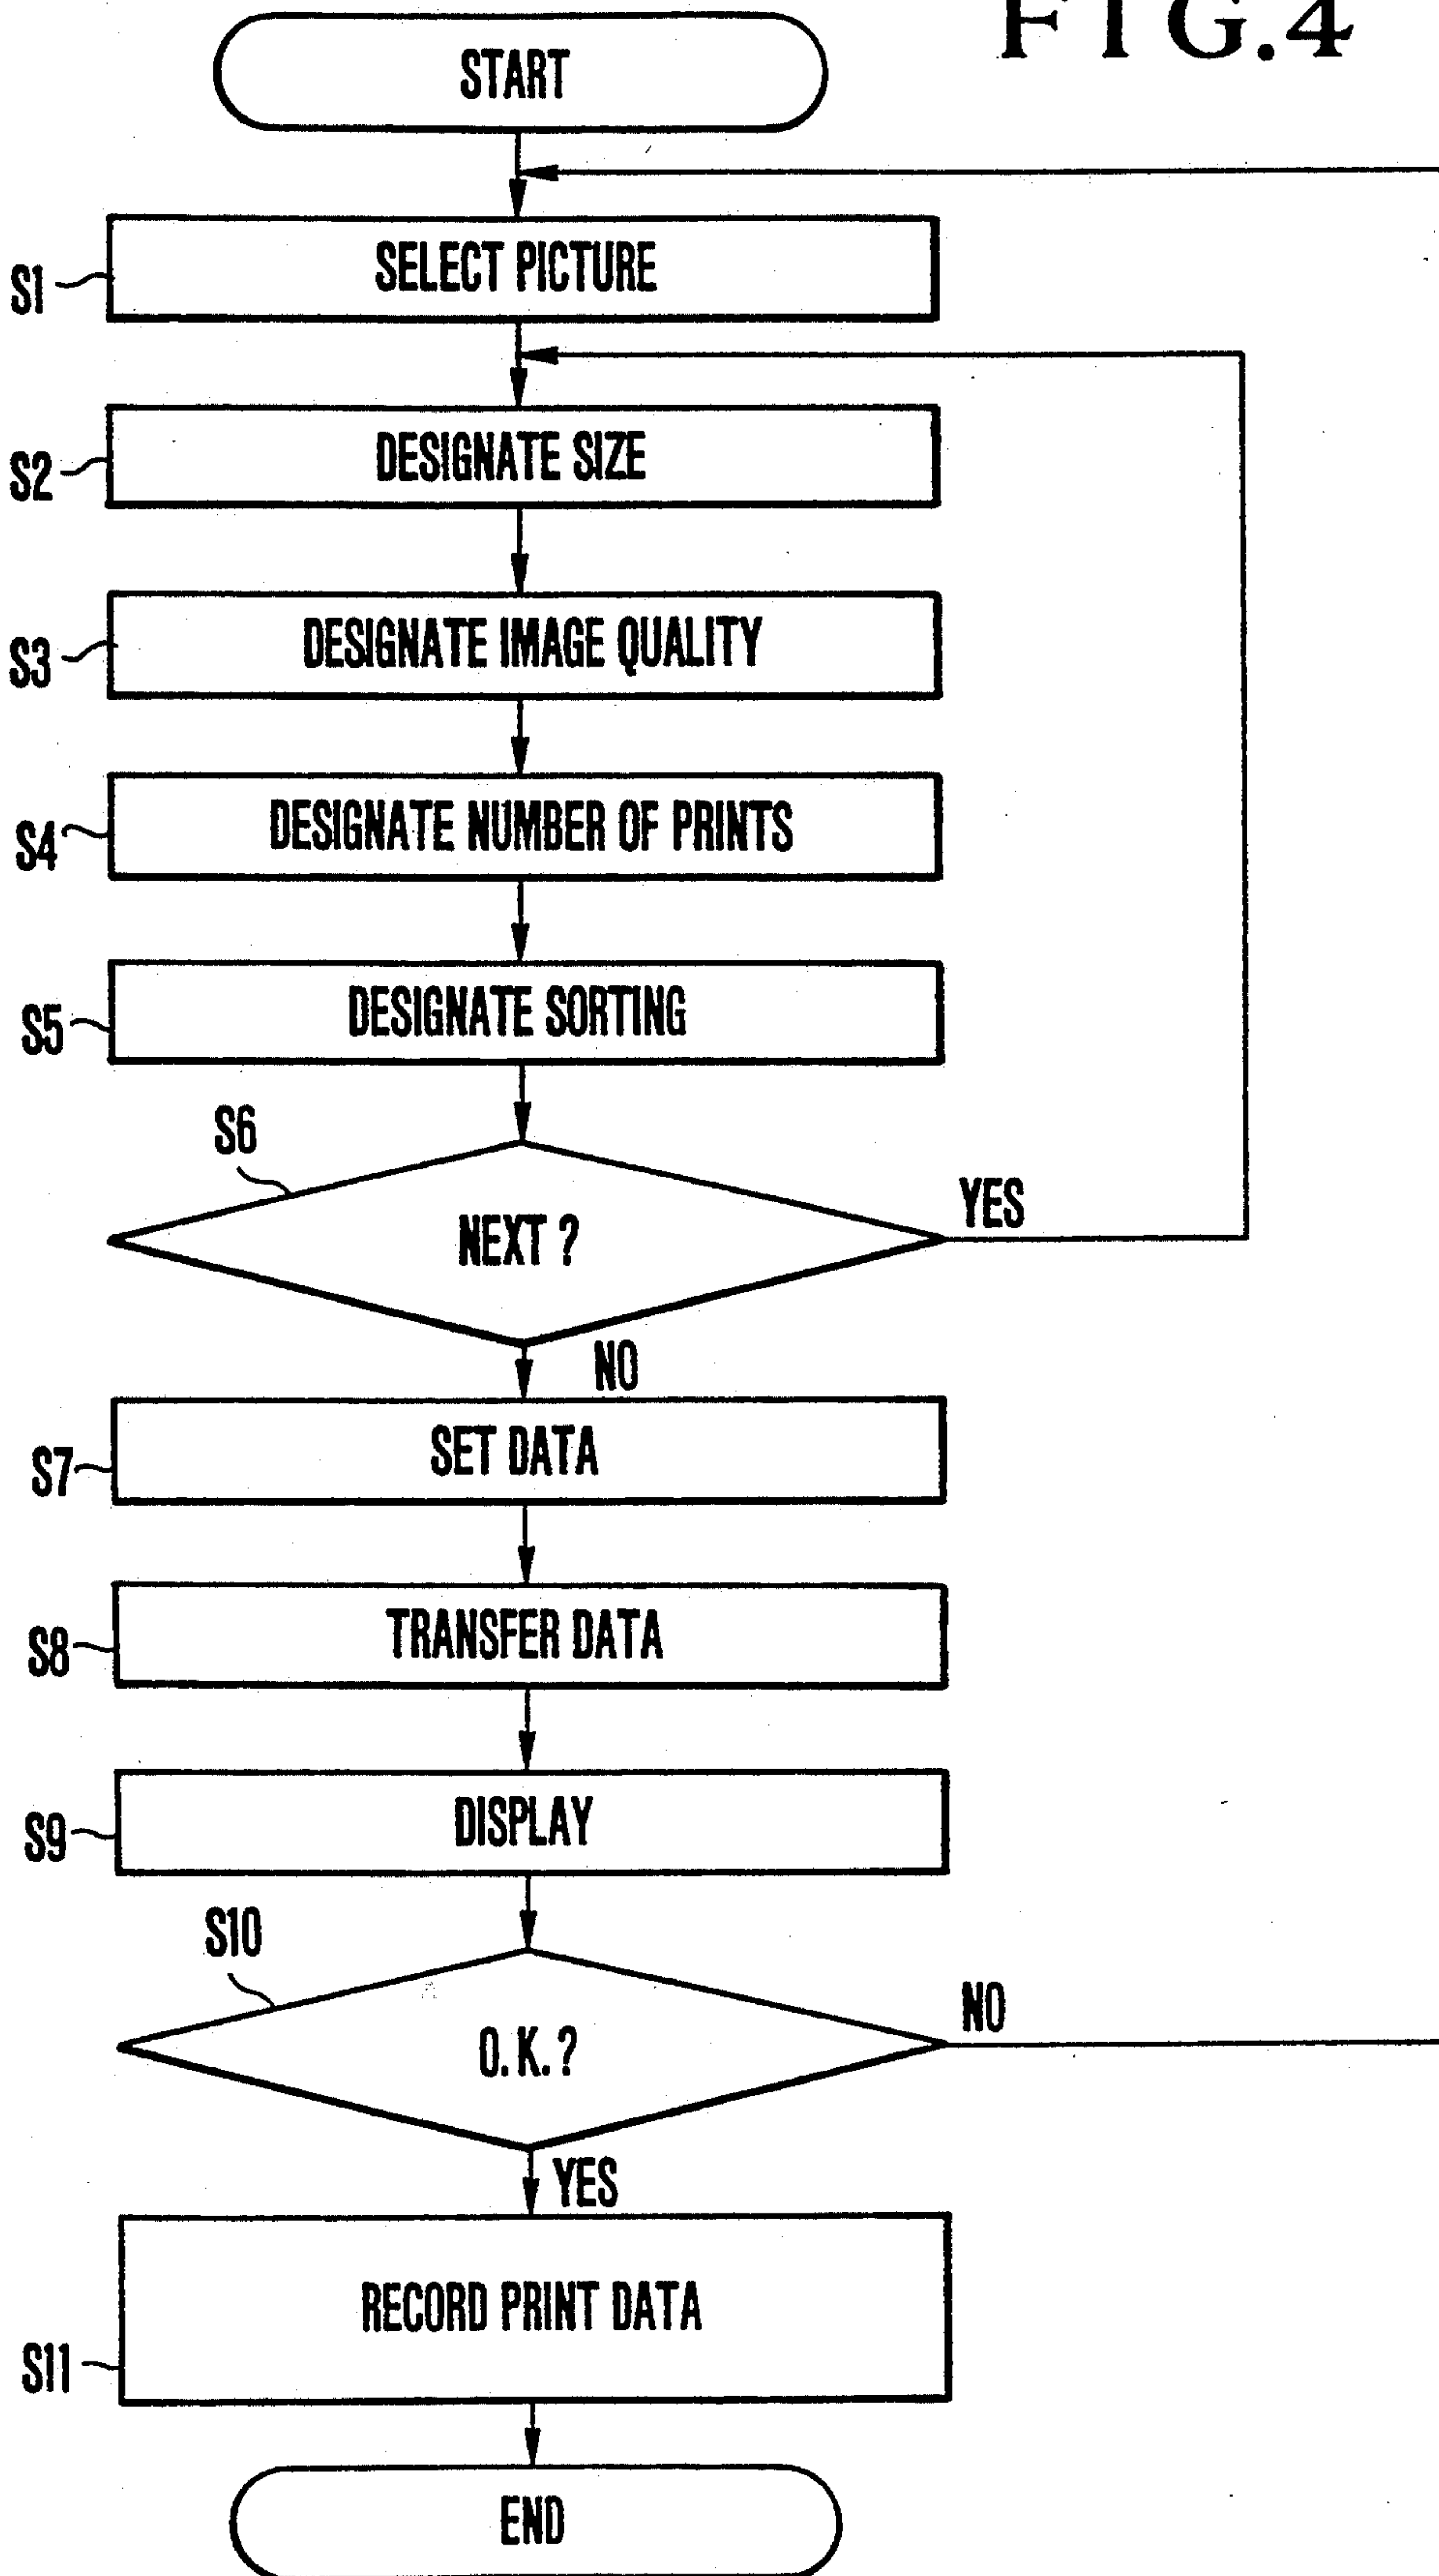 FIG.4
START
S1
SELECT PICTURE
S2
DESIGNATE SIZE
S3
DESIGNATE IMAGE QUALITY
S4
DESIGNATE NUMBER OF PRINTS
S5
DESIGNATE SORTING
S6
NEXT ?
YES
NO
S7
SET DATA
S8
TRANSFER DATA
S9
DISPLAY
S10
O.K.?
NO
YES
S11
RECORD PRINT DATA
END